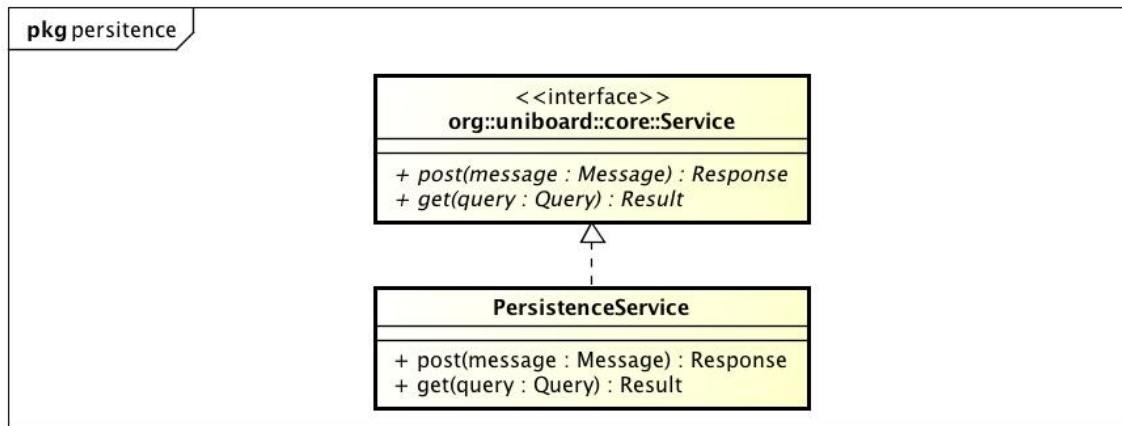 pkg persitence
<<interface>>
org::uniboard::core::Service
+ post(message : Message) : Response
+ get(query : Query) : Result
PersistenceService
+ post(message : Message) : Response
+ get(query : Query) : Result